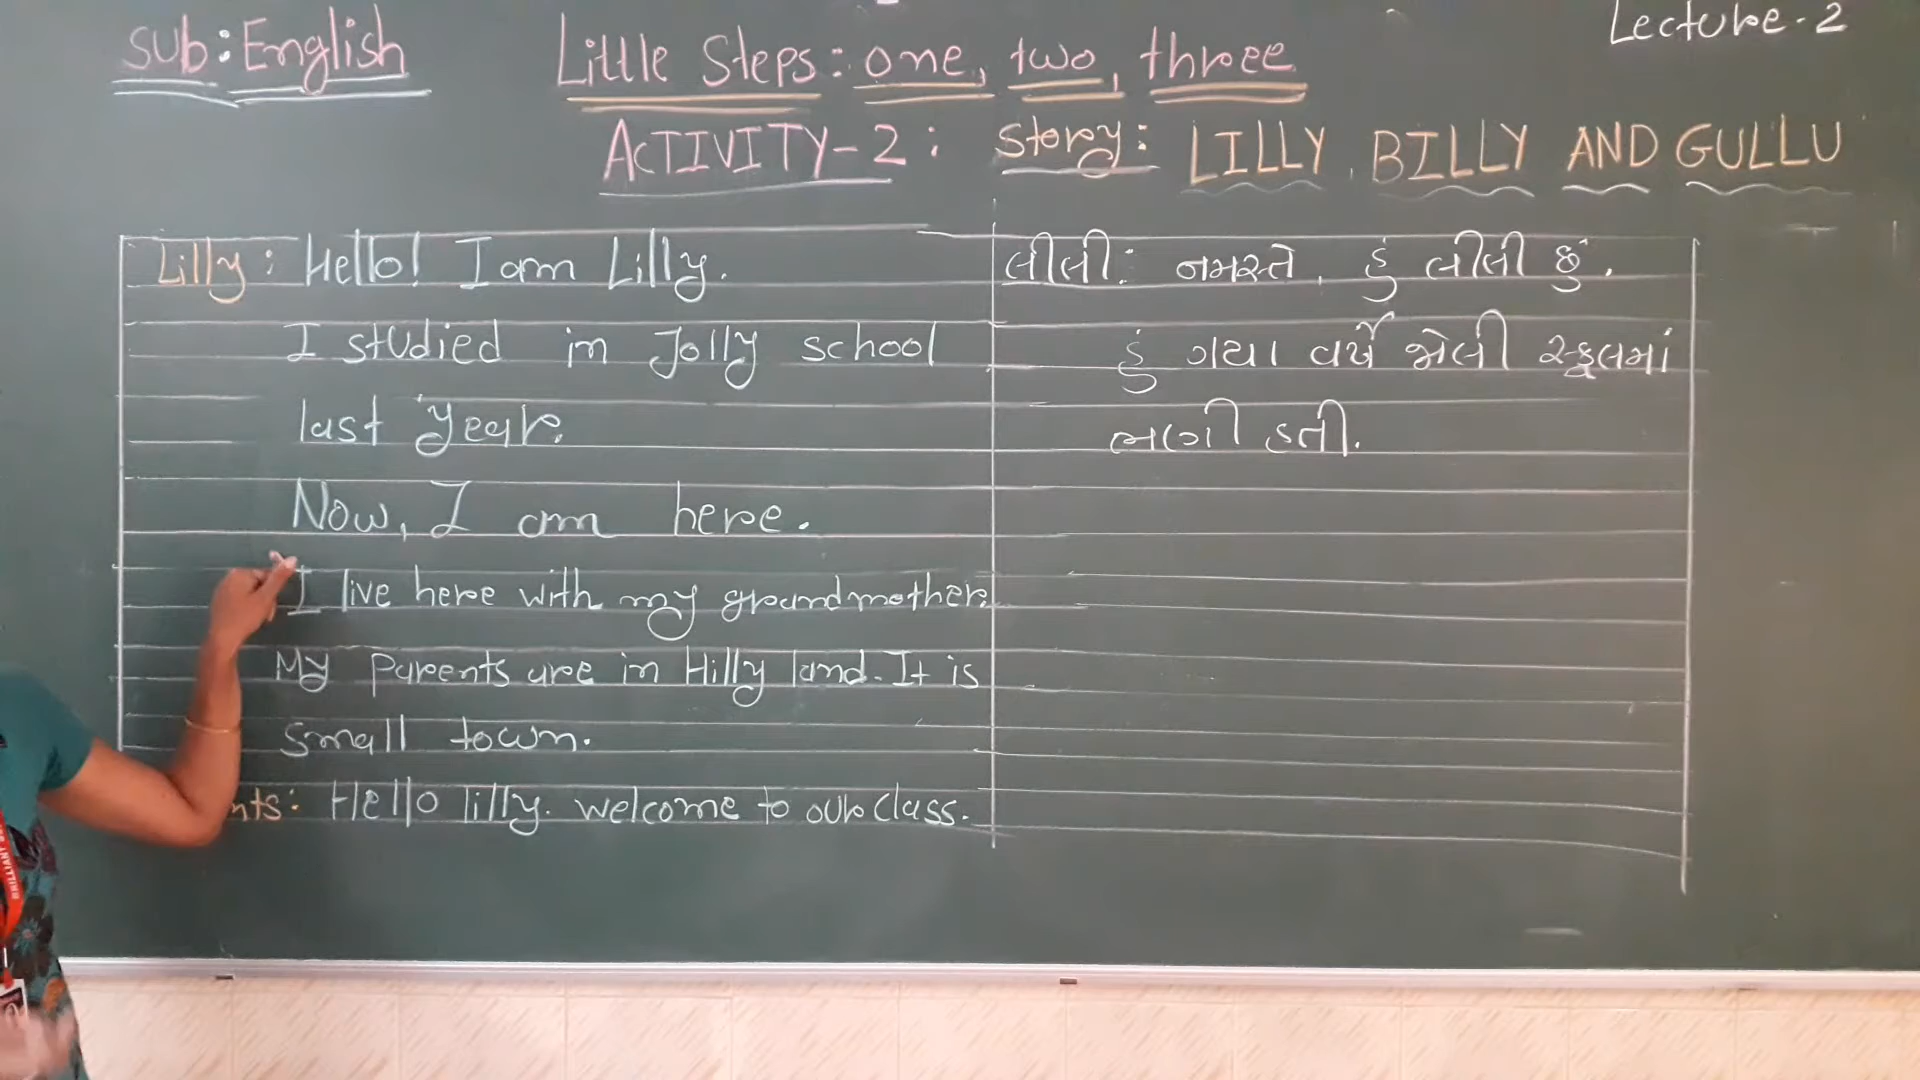 Sub: English
Little Steps: one, two, three
Lecture-2
ACTIVITY-2: Story: LILLY, BILLY AND GULLU
Lilly: Hello! I am Lilly.
I studied in Jolly school
last year.
Now, I am here.
I live here with my grandmother.
My parents are in Hilly land. It is
small town.
nts: Hello lilly. welcome to our class.
લીલી: નમસ્તે, હું લીલી છું.
હું ગયા વર્ષે જોલી સ્કૂલમાં
ભણી હતી.
BRILLIANT